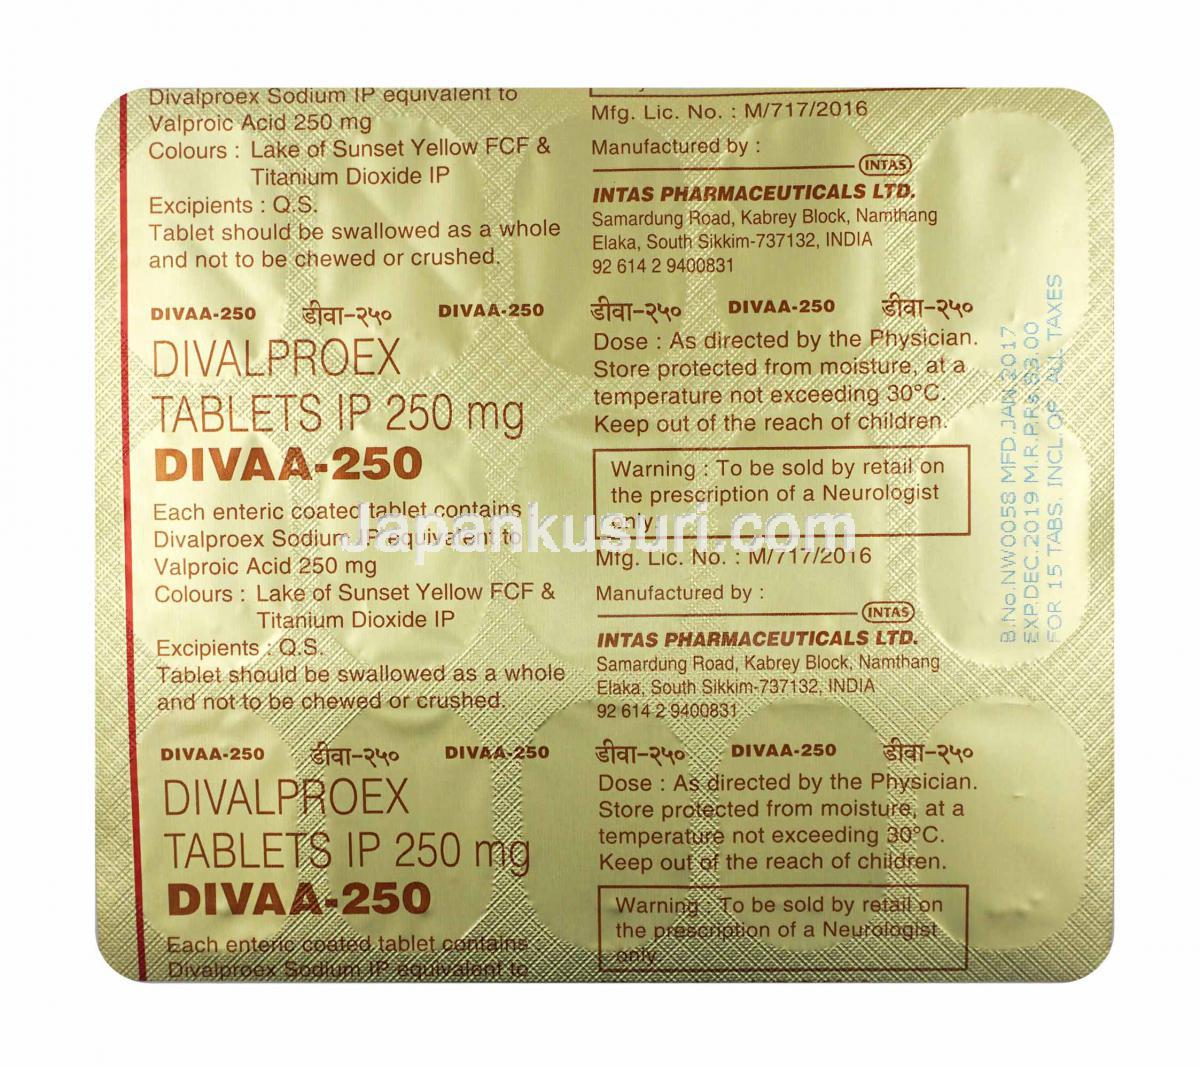 Divalproex Sodium IP equivalent to
Valproic Acid 250 mg
Colours : Lake of Sunset Yellow FCF &
Titanium Dioxide IP
Excipients : Q.S.
Tablet should be swallowed as a whole
and not to be chewed or crushed.
Mfg. Lic. No. : M/717/2016
Manufactured by :
INTAS
INTAS PHARMACEUTICALS LTD.
Samardung Road, Kabrey Block, Namthang
Elaka, South Sikkim-737132, INDIA
92 614 2 9400831
DIVAA-250 डीवा-२५० DIVAA-250 डीवा-२५० DIVAA-250 डीवा-२५०
DIVALPROEX
TABLETS IP 250 mg
DIVAA-250
Each enteric coated tablet contains :
Divalproex Sodium IP equivalent to
Valproic Acid 250 mg
Colours : Lake of Sunset Yellow FCF &
Titanium Dioxide IP
Excipients : Q.S.
Tablet should be swallowed as a whole
and not to be chewed or crushed.
Dose : As directed by the Physician.
Store protected from moisture, at a
temperature not exceeding 30°C.
Keep out of the reach of children.
Warning : To be sold by retail on
the prescription of a Neurologist
only.
Mfg. Lic. No. : M/717/2016
Manufactured by :
INTAS
INTAS PHARMACEUTICALS LTD.
Samardung Road, Kabrey Block, Namthang
Elaka, South Sikkim-737132, INDIA
92 614 2 9400831
DIVAA-250 डीवा-२५० DIVAA-250 डीवा-२५० DIVAA-250 डीवा-२५०
DIVALPROEX
TABLETS IP 250 mg
DIVAA-250
Each enteric coated tablet contains :
Divalproex Sodium IP equivalent to
Dose : As directed by the Physician.
Store protected from moisture, at a
temperature not exceeding 30°C.
Keep out of the reach of children.
Warning : To be sold by retail on
the prescription of a Neurologist
only.
B.No.NW0058 MFD.JAN.2017
EXP.DEC.2019 M.R.P.RS.93.00
FOR 15 TABS. INCL.OF ALL TAXES
Japankusuri.com